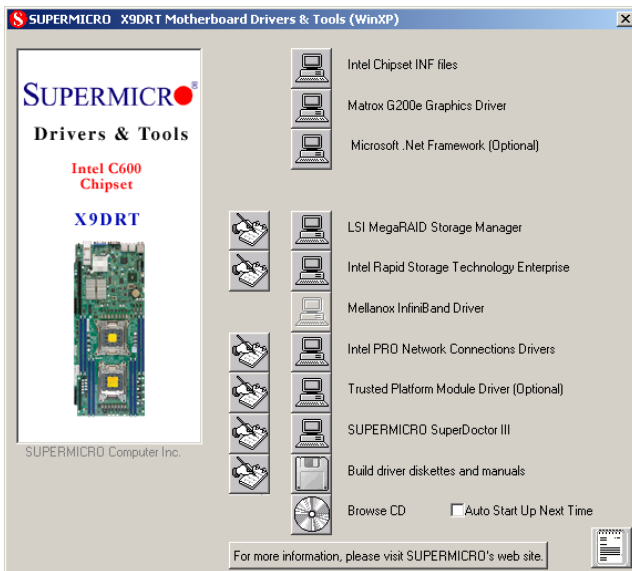 SUPERMICRO X9DRT Motherboard Drivers & Tools (WinXP)
SUPERMICRO®
Drivers & Tools
Intel C600
Chipset
X9DRT
SUPERMICRO Computer Inc.
Intel Chipset INF files
Matrox G200e Graphics Driver
Microsoft .Net Framework (Optional)
LSI MegaRAID Storage Manager
Intel Rapid Storage Technology Enterprise
Mellanox InfiniBand Driver
Intel PRO Network Connections Drivers
Trusted Platform Module Driver (Optional)
SUPERMICRO SuperDoctor III
Build driver diskettes and manuals
Browse CD
Auto Start Up Next Time
For more information, please visit SUPERMICRO's web site.